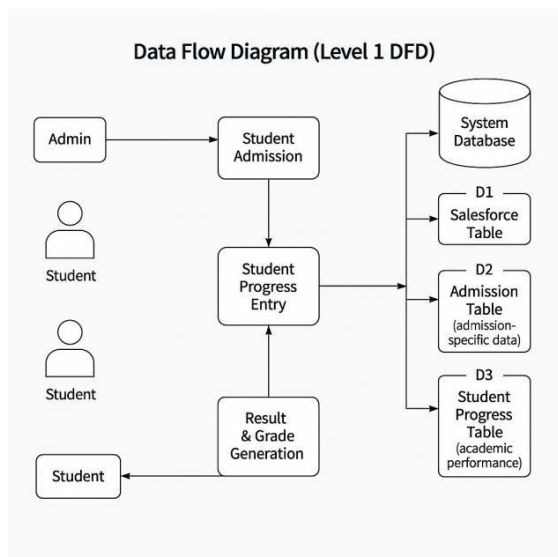 Data Flow Diagram (Level 1 DFD)
Admin
Student
Admission
System
Database
D1
Salesforce
Table
Student
Student
Progress
Entry
D2
Admission
Table
(admission-
specific data)
Student
Result
& Grade
Generation
D3
Student
Progress
Table
(academic
performance)
Student